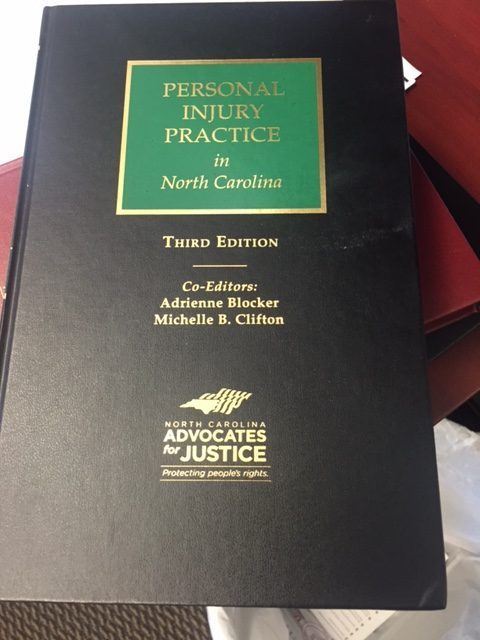 PERSONAL
INJURY
PRACTICE
in
North Carolina
THIRD EDITION
Co-Editors:
Adrienne Blocker
Michelle B. Clifton
NORTH CAROLINA
ADVOCATES
for JUSTICE
Protecting people's rights.